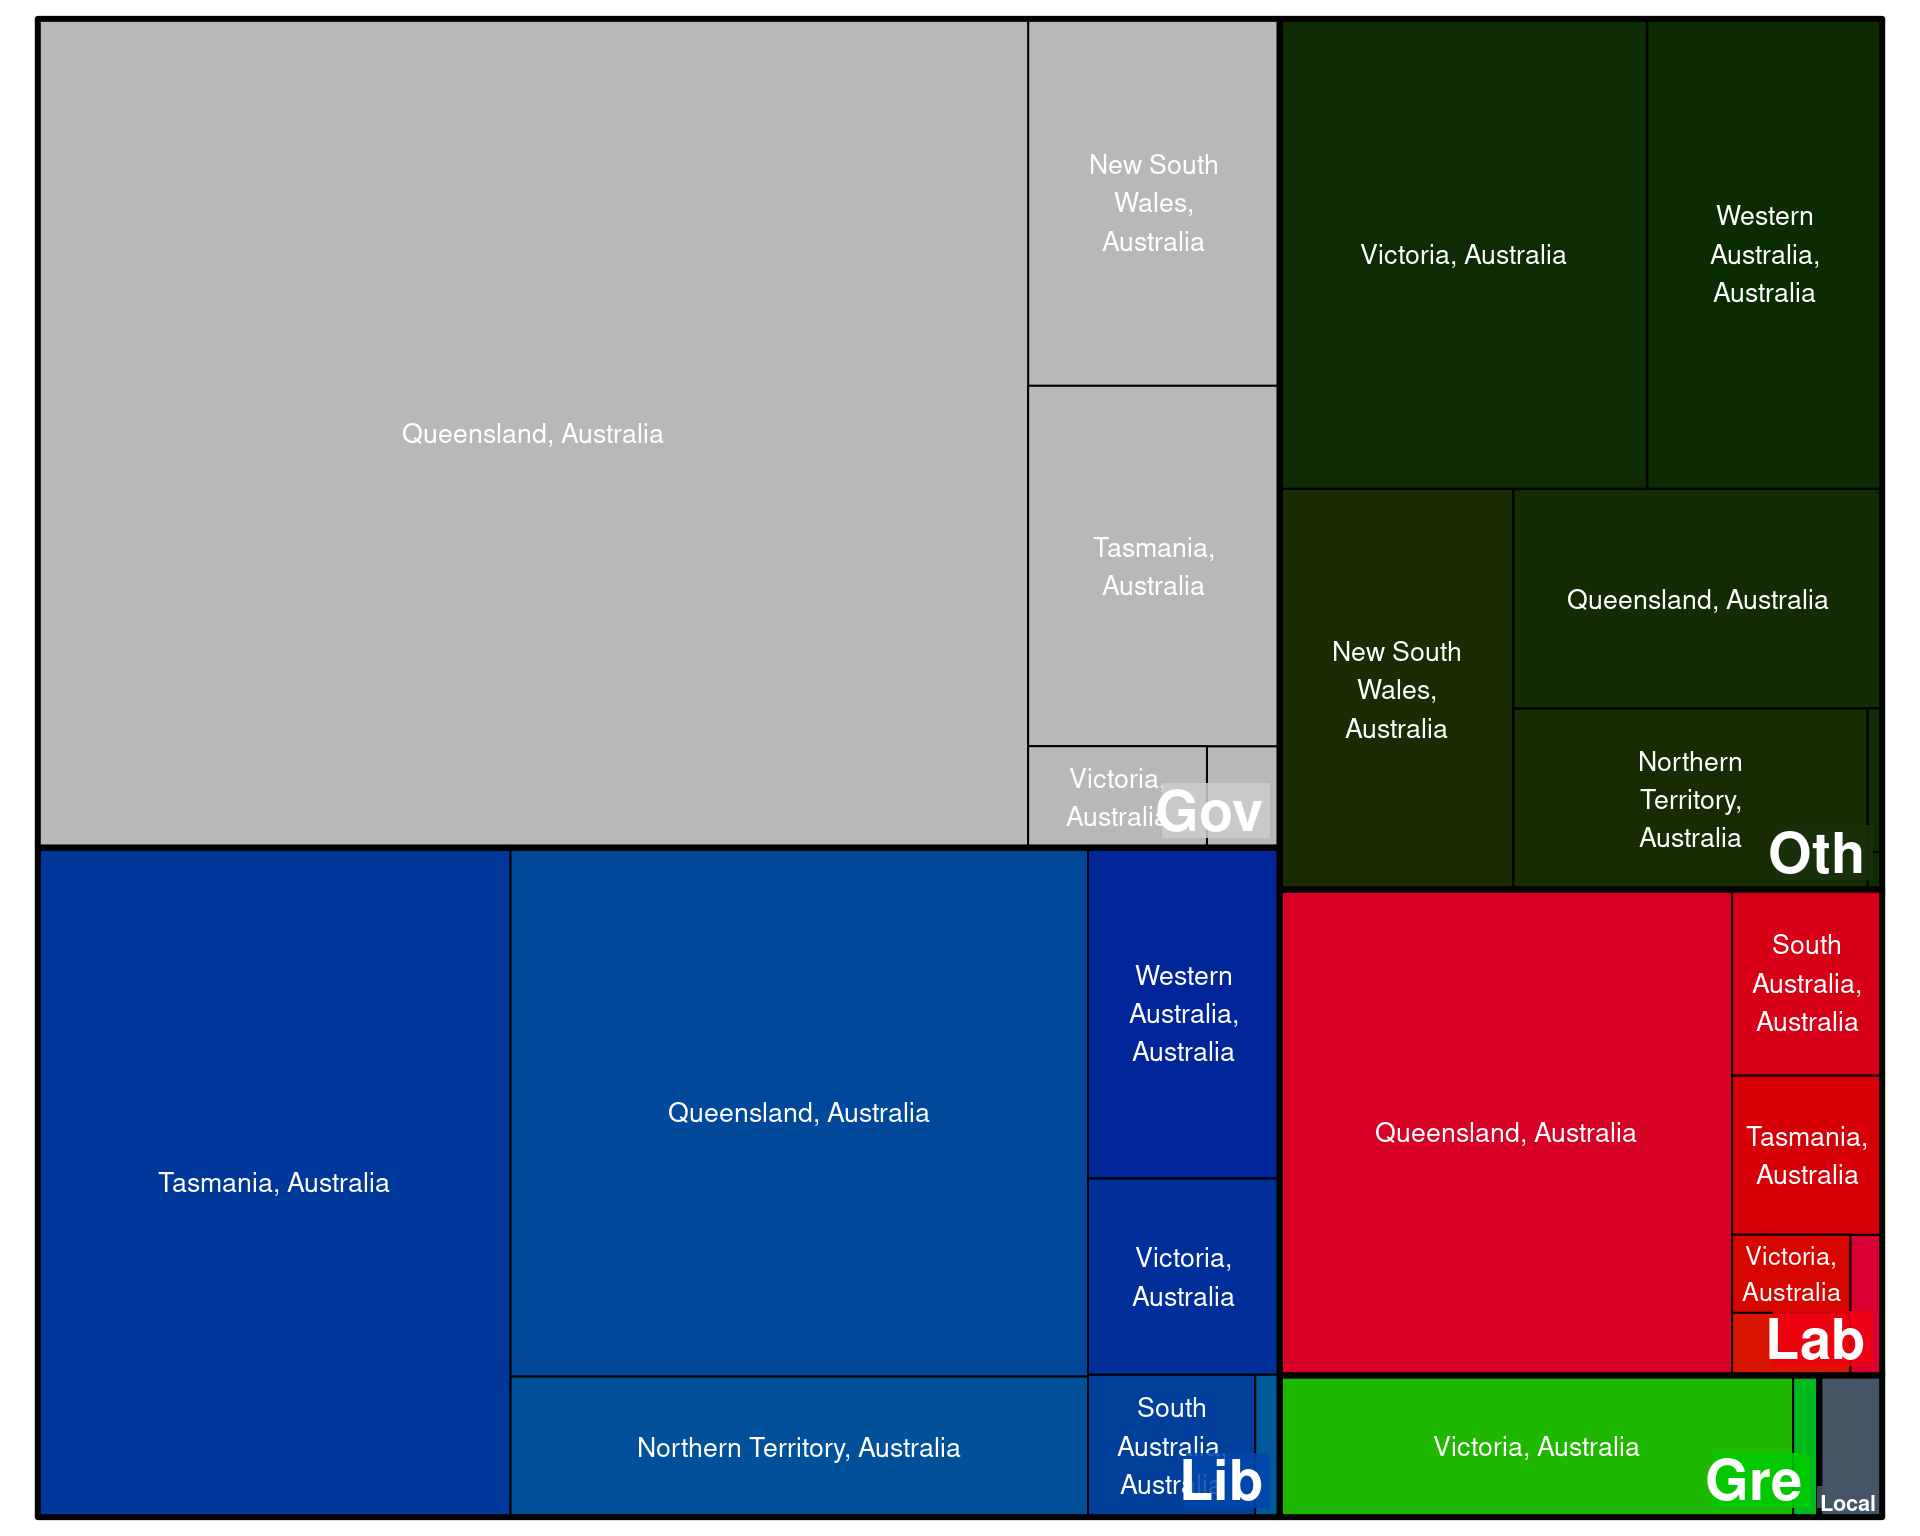 Queensland, Australia
New South
Wales,
Australia
Tasmania,
Australia
Victoria,
Australia
Gov
Victoria, Australia
Western
Australia,
Australia
New South
Wales,
Australia
Queensland, Australia
Northern
Territory,
Australia
Oth
Tasmania, Australia
Queensland, Australia
Northern Territory, Australia
Western
Australia,
Australia
Victoria,
Australia
South
Australia,
Australia
Lib
Queensland, Australia
South
Australia,
Australia
Tasmania,
Australia
Victoria,
Australia
Lab
Victoria, Australia
Gre
Local